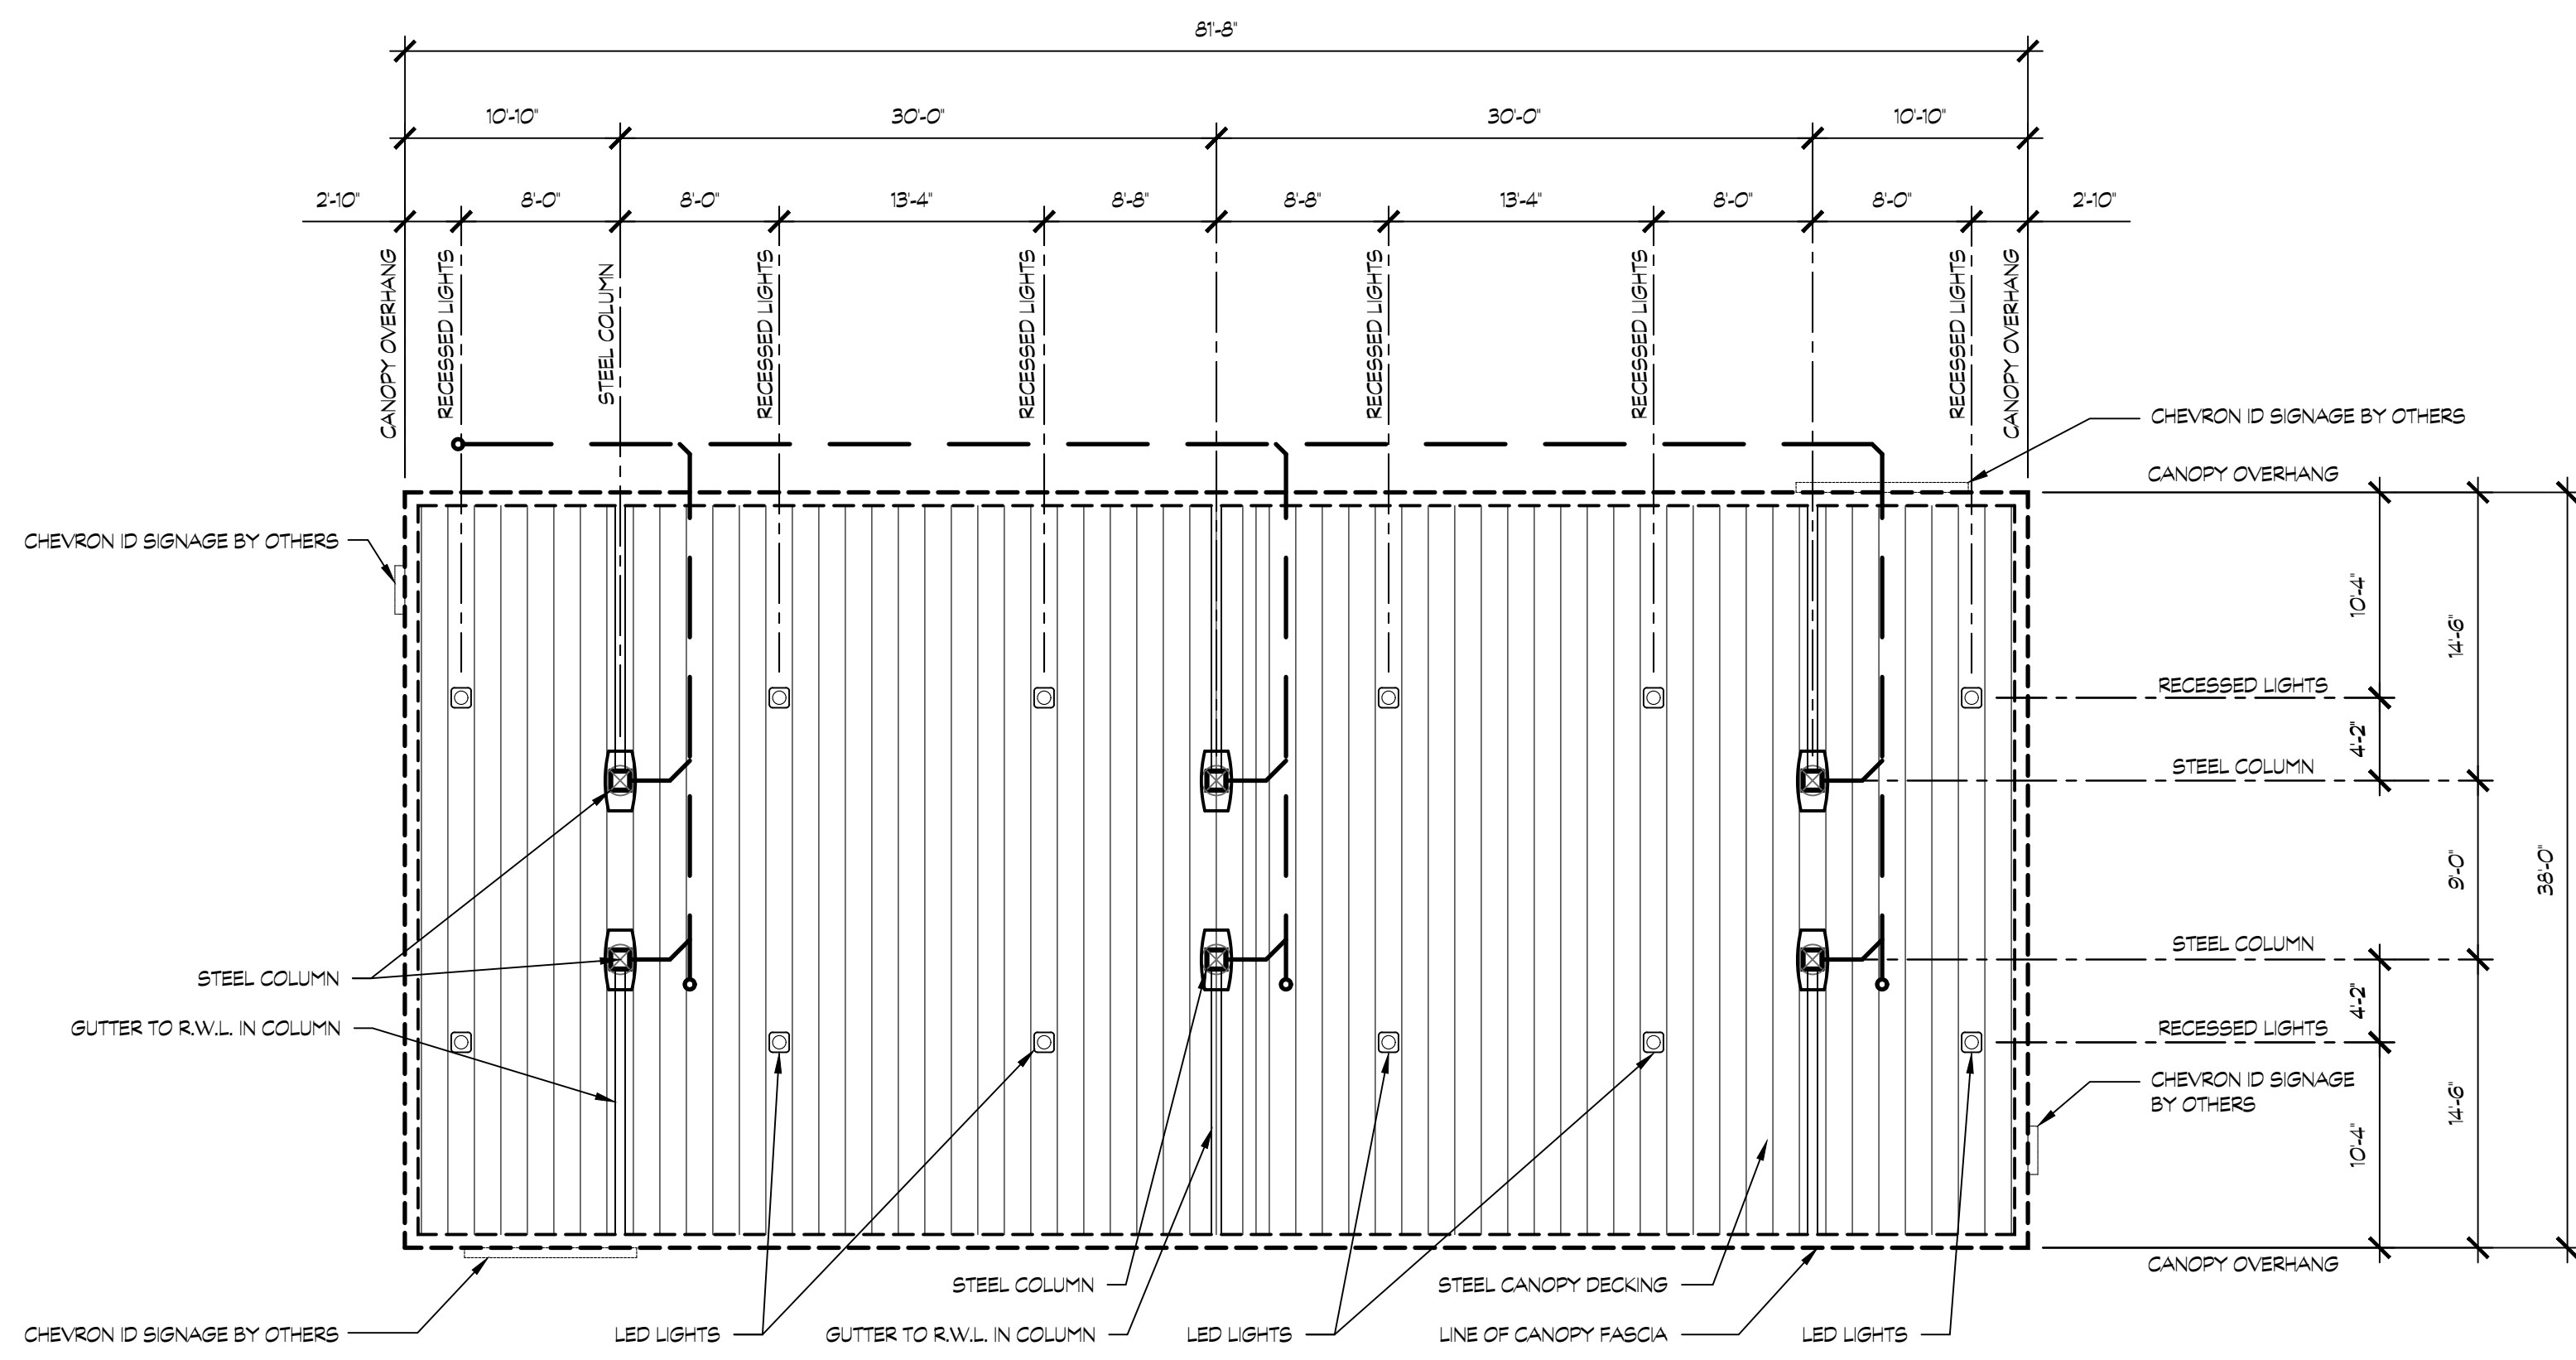 81'-8"
10'-10"
30'-0"
30'-0"
10'-10"
2'-10"
8'-0"
8'-0"
13'-4"
8'-8"
8'-8"
13'-4"
8'-0"
8'-0"
2'-10"
CANOPY OVERHANG
RECESSED LIGHTS
STEEL COLUMN
RECESSED LIGHTS
RECESSED LIGHTS
RECESSED LIGHTS
RECESSED LIGHTS
RECESSED LIGHTS
CANOPY OVERHANG
CHEVRON ID SIGNAGE BY OTHERS
CANOPY OVERHANG
CHEVRON ID SIGNAGE BY OTHERS
10'-4"
14'-6"
RECESSED LIGHTS
4'-2"
STEEL COLUMN
9'-0"
38'-0"
STEEL COLUMN
STEEL COLUMN
4'-2"
GUTTER TO R.W.L. IN COLUMN
RECESSED LIGHTS
CHEVRON ID SIGNAGE
BY OTHERS
14'-6"
10'-4"
CANOPY OVERHANG
STEEL COLUMN
STEEL CANOPY DECKING
CHEVRON ID SIGNAGE BY OTHERS
LED LIGHTS
GUTTER TO R.W.L. IN COLUMN
LED LIGHTS
LINE OF CANOPY FASCIA
LED LIGHTS